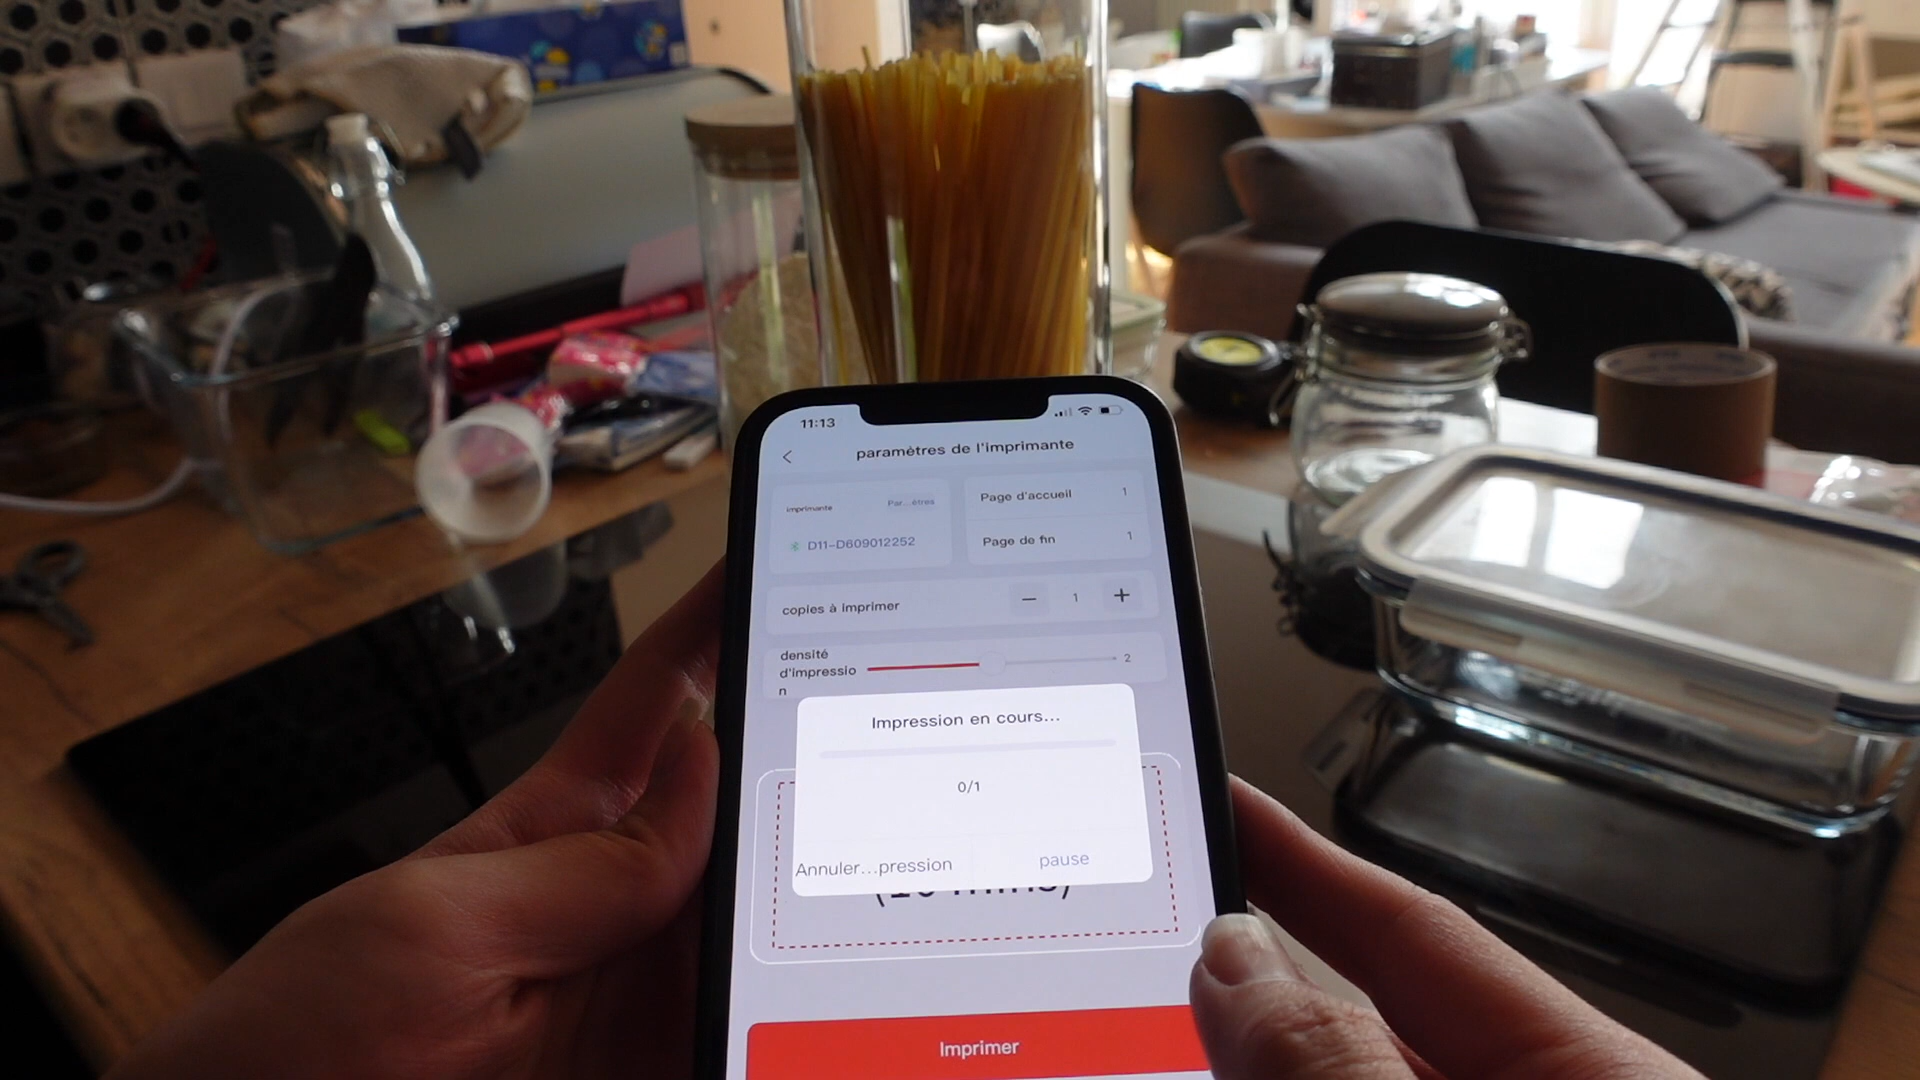 11:13
paramètres de l'imprimante
imprimante
Par...ètres
D11-D609012252
Page d'accueil 1
Page de fin 1
copies à imprimer
1
densité
d'impressio
n
2
Impression en cours...
0/1
Annuler...pression
pause
Imprimer